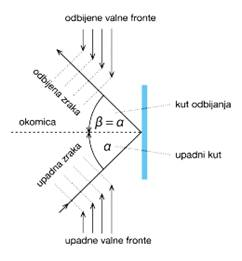 odbijene valne fronte
odbijena zraka
kut odbijanja
β = α
okomica
α
upadni kut
upadna zraka
upadne valne fronte